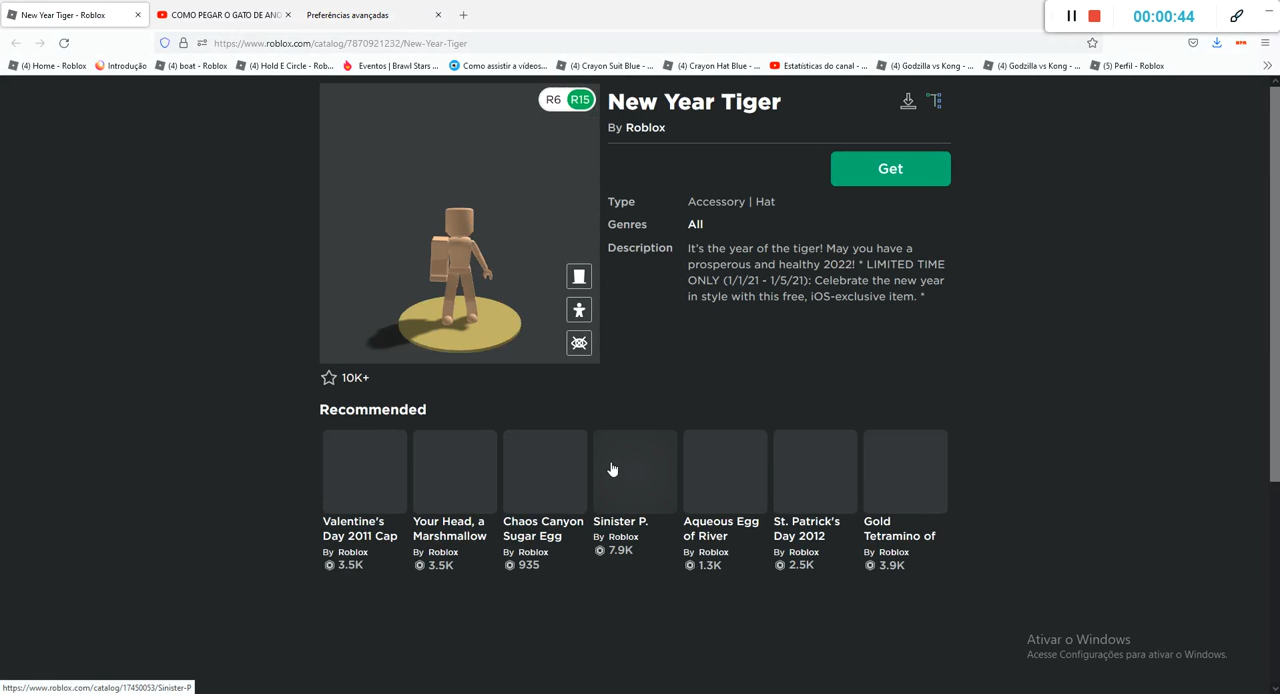 New Year Tiger - Roblox
COMO PEGAR O GATO DE ANO
Preferências avançadas
00:00:44
https://www.roblox.com/catalog/7870921232/New-Year-Tiger
(4) Home - Roblox
Introdução
(4) boat - Roblox
(4) Hold E Circle - Rob...
Eventos | Brawl Stars ...
Como assistir a vídeos...
(4) Crayon Suit Blue - ...
(4) Crayon Hat Blue - ...
Estatísticas do canal - ...
(4) Godzilla vs Kong - ...
(4) Godzilla vs Kong - ...
(5) Perfil - Roblox
R6 R15
New Year Tiger
By Roblox
Get
Type Accessory | Hat
Genres All
Description It's the year of the tiger! May you have a
prosperous and healthy 2022! * LIMITED TIME
ONLY (1/1/21 - 1/5/21): Celebrate the new year
in style with this free, iOS-exclusive item. *
10K+
Recommended
Valentine's
Day 2011 Cap
By Roblox
3.5K
Your Head, a
Marshmallow
By Roblox
3.5K
Chaos Canyon
Sugar Egg
By Roblox
935
Sinister P.
By Roblox
7.9K
Aqueous Egg
of River
By Roblox
1.3K
St. Patrick's
Day 2012
By Roblox
2.5K
Gold
Tetramino of
By Roblox
3.9K
Ativar o Windows
Acesse Configurações para ativar o Windows.
https://www.roblox.com/catalog/17450053/Sinister-P